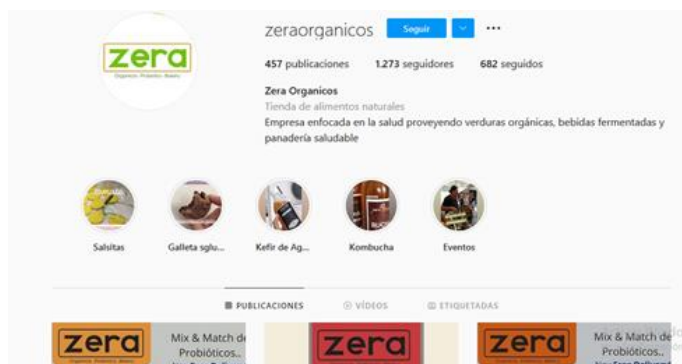 zera
Organics. Probiotics. Bakery.
zeraorganicos Seguir
457 publicaciones 1.273 seguidores 682 seguidos
Zera Organicos
Tienda de alimentos naturales
Empresa enfocada en la salud proveyendo verduras orgánicas, bebidas fermentadas y
panadería saludable
Salsitas Galleta sglu... Kefir de Ag... Kombucha Eventos
PUBLICACIONES VÍDEOS ETIQUETADAS
zera
Mix & Match de
Probióticos..
zera
zera
Mix & Match de
Probióticos..